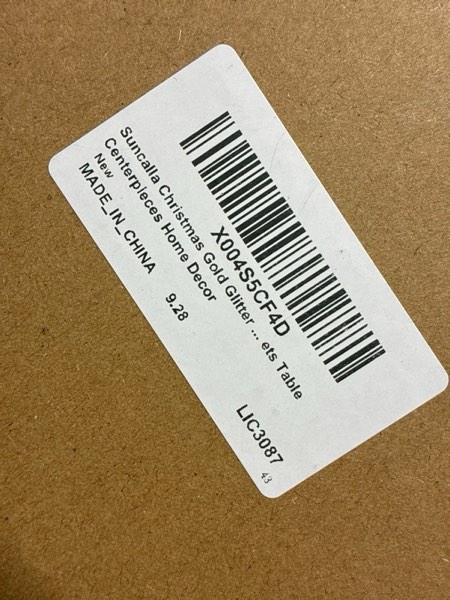 X004S5CF4D
Suncalla Christmas Gold Glitter ... ets Table
Centerpieces Home Decor
New
MADE_IN_CHINA
9.28
LIC3087
43